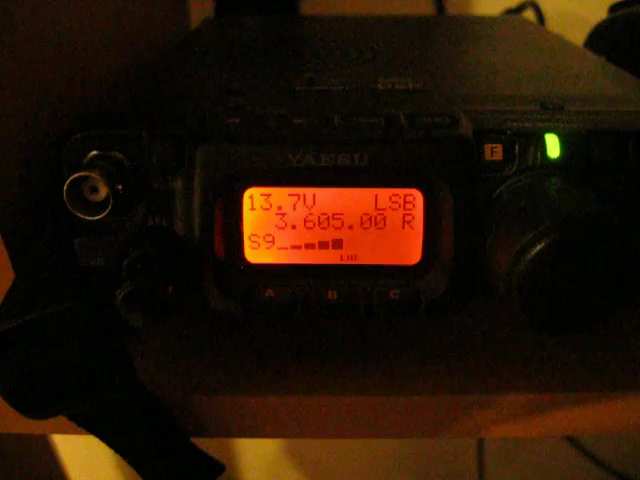 YAESU
F
13.7V LSB
3.605.00 R
S9
A B C